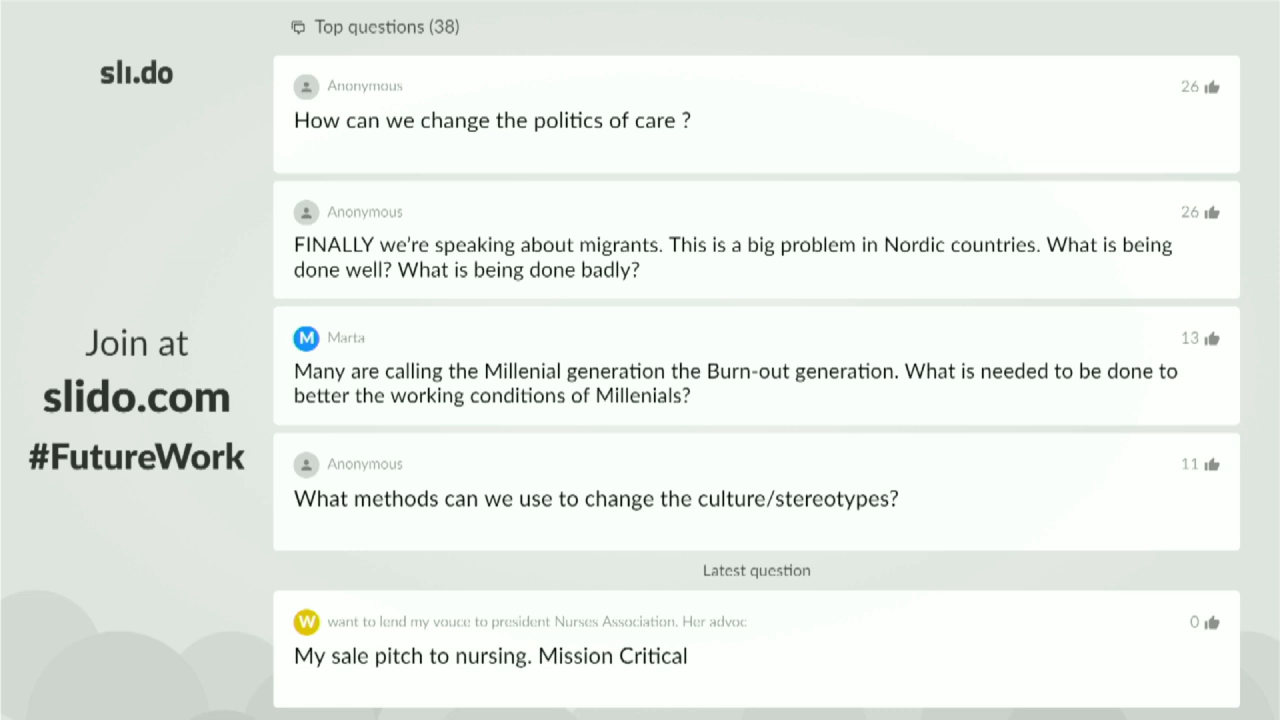 Top questions (38)
sli.do
Anonymous
26
How can we change the politics of care ?
Anonymous
26
FINALLY we're speaking about migrants. This is a big problem in Nordic countries. What is being
done well? What is being done badly?
Join at
slido.com
#FutureWork
M
Marta
13
Many are calling the Millenial generation the Burn-out generation. What is needed to be done to
better the working conditions of Millenials?
Anonymous
11
What methods can we use to change the culture/stereotypes?
Latest question
W
want to lend my vouce to president Nurses Association. Her advoc
0
My sale pitch to nursing. Mission Critical